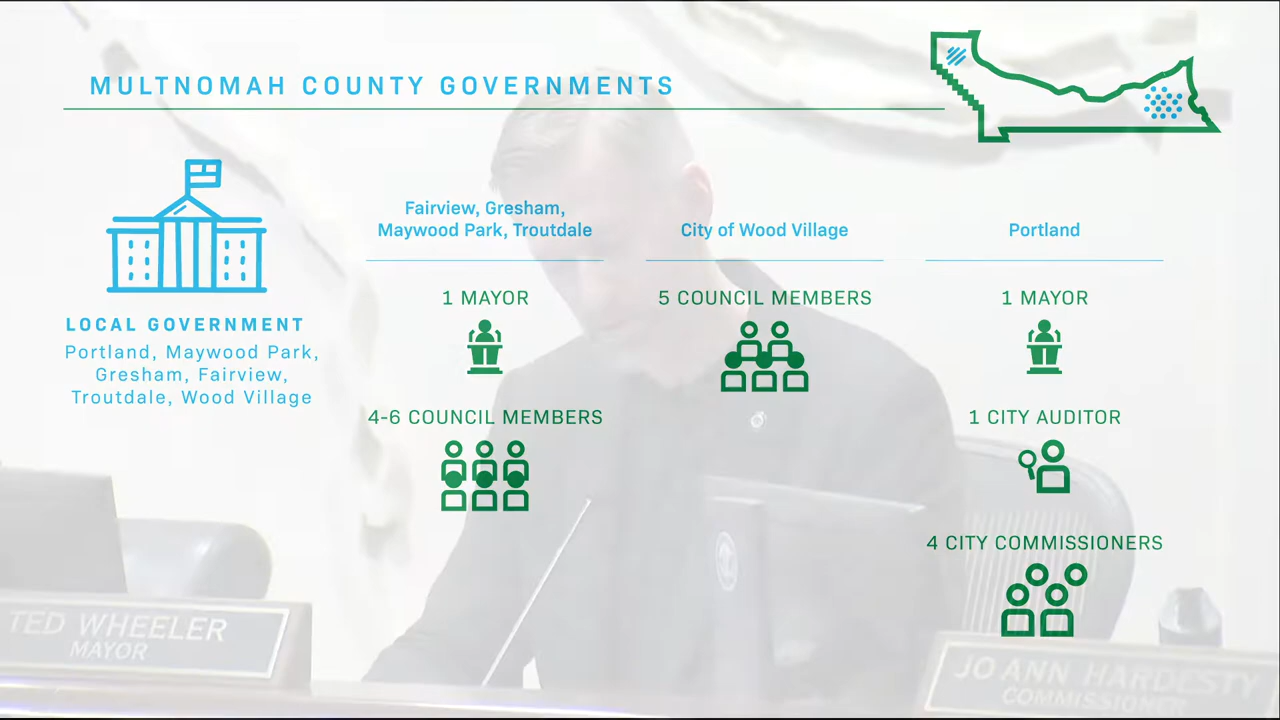 MULTNOMAH COUNTY GOVERNMENTS
LOCAL GOVERNMENT
Portland, Maywood Park,
Gresham, Fairview,
Troutdale, Wood Village
Fairview, Gresham,
Maywood Park, Troutdale
1 MAYOR
4-6 COUNCIL MEMBERS
City of Wood Village
5 COUNCIL MEMBERS
Portland
1 MAYOR
1 CITY AUDITOR
4 CITY COMMISSIONERS
TED WHEELER
MAYOR
JO ANN HARDESTY
COMMISSIONER